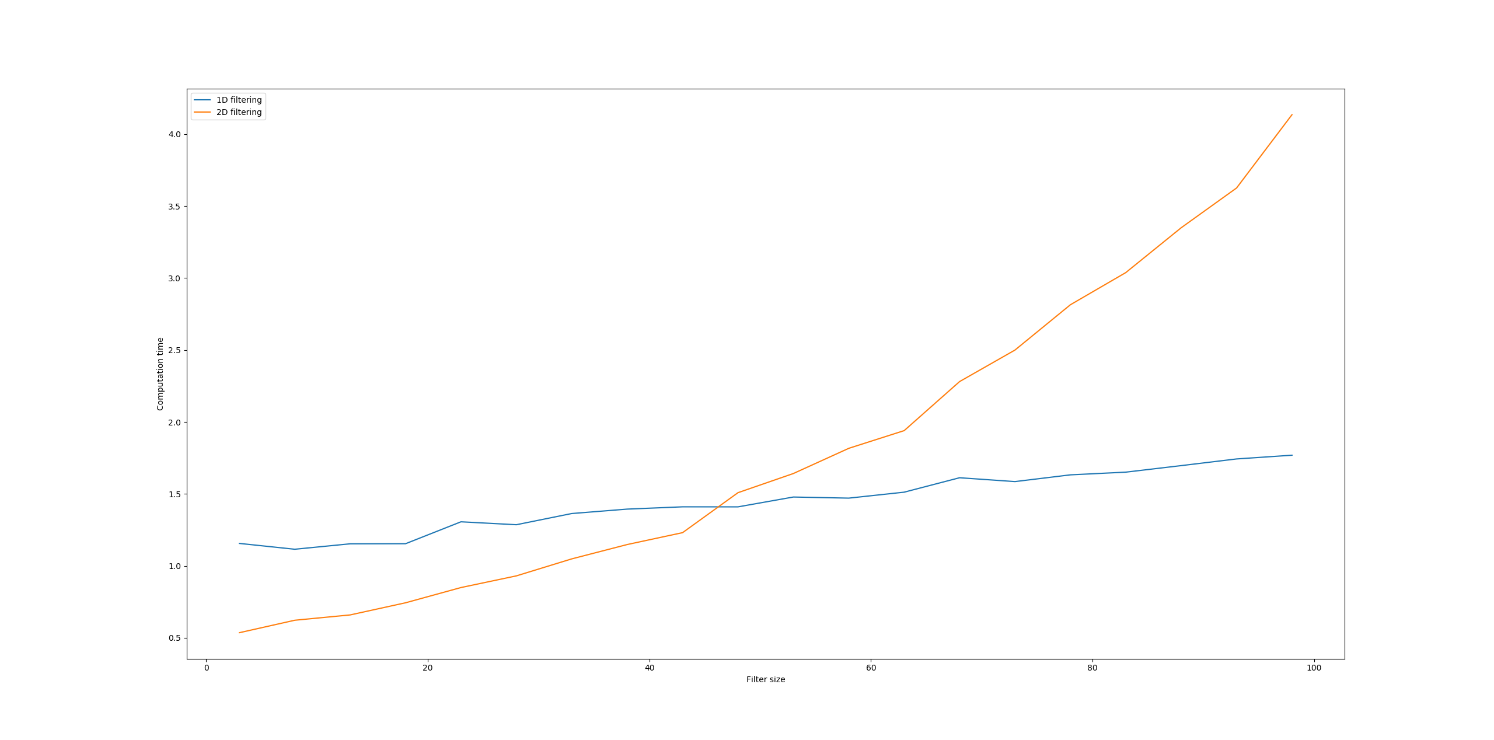 1D filtering
2D filtering
4.0
3.5
3.0
2.5
2.0
1.5
1.0
0.5
Computation time
0 20 40 60 80 100
Filter size